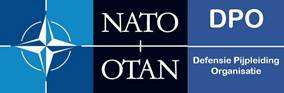 NATO
OTAN
DPO
Defensie Pijpleiding
Organisatie